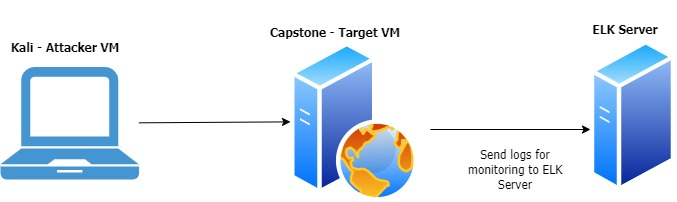 Kali - Attacker VM
Capstone - Target VM
ELK Server
Send logs for
monitoring to ELK
Server